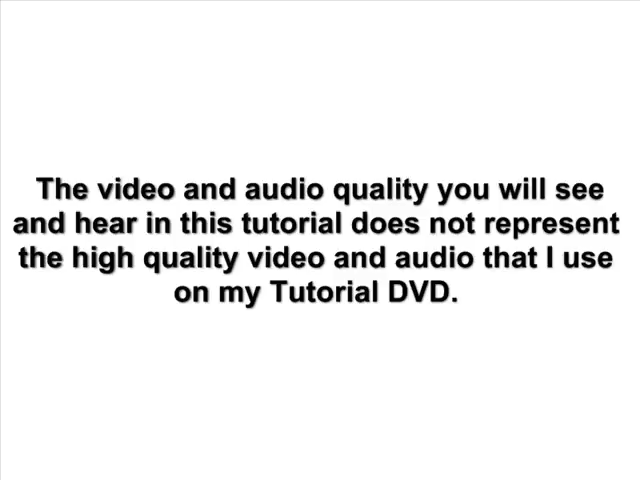 The video and audio quality you will see
and hear in this tutorial does not represent
the high quality video and audio that I use
on my Tutorial DVD.